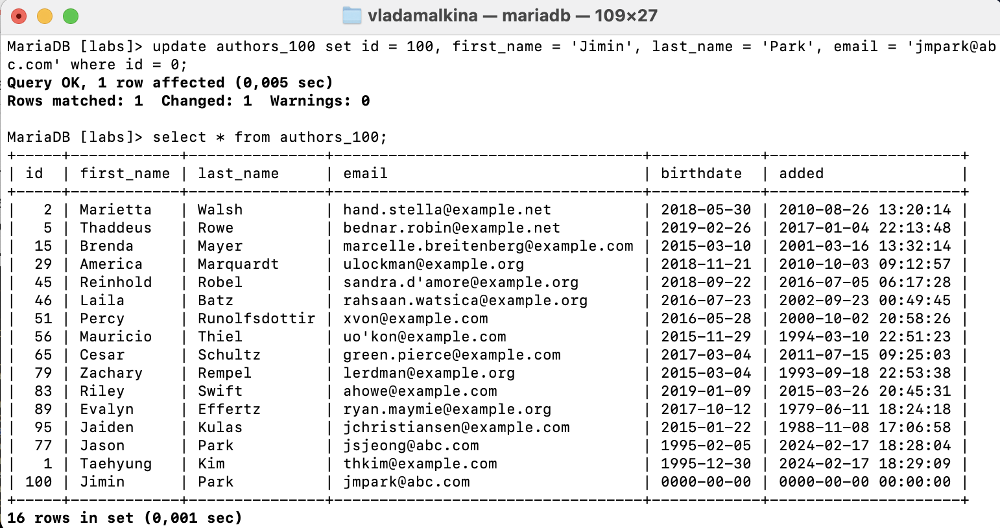 vladamalkina — mariadb — 109×27
MariaDB [labs]> update authors_100 set id = 100, first_name = 'Jimin', last_name = 'Park', email = 'jmpark@ab
c.com' where id = 0;
Query OK, 1 row affected (0,005 sec)
Rows matched: 1  Changed: 1  Warnings: 0
MariaDB [labs]> select * from authors_100;
+------+------------+----------------+----------------------------------+------------+---------------------+
| id   | first_name | last_name      | email                            | birthdate  | added               |
+------+------------+----------------+----------------------------------+------------+---------------------+
|    2 | Marietta   | Walsh          | hand.stella@example.net          | 2018-05-30 | 2010-08-26 13:20:14 |
|    5 | Thaddeus   | Rowe           | bednar.robin@example.net         | 2019-02-26 | 2017-01-04 22:13:48 |
|   15 | Brenda     | Mayer          | marcelle.breitenberg@example.com | 2015-03-10 | 2001-03-16 13:32:14 |
|   29 | America    | Marquardt      | ulockman@example.org             | 2018-11-21 | 2010-10-03 09:12:57 |
|   45 | Reinhold   | Robel          | sandra.d'amore@example.org       | 2018-09-22 | 2016-07-05 06:17:28 |
|   46 | Laila      | Batz           | rahsaan.watsica@example.org      | 2016-07-23 | 2002-09-23 00:49:45 |
|   51 | Percy      | Runolfsdottir  | xvon@example.com                 | 2016-05-28 | 2000-10-02 20:58:26 |
|   56 | Mauricio   | Thiel          | uo'kon@example.com               | 2015-11-29 | 1994-03-10 22:51:23 |
|   65 | Cesar      | Schultz        | green.pierce@example.com         | 2017-03-04 | 2011-07-15 09:25:03 |
|   79 | Zachary    | Rempel         | lerdman@example.org              | 2015-03-04 | 1993-09-18 22:53:38 |
|   83 | Riley      | Swift          | ahowe@example.com                | 2019-01-09 | 2015-03-26 20:45:31 |
|   89 | Evalyn     | Effertz        | ryan.maymie@example.org          | 2017-10-12 | 1979-06-11 18:24:18 |
|   95 | Jaiden     | Kulas          | jchristiansen@example.com        | 2015-01-22 | 1988-11-08 17:06:58 |
|   77 | Jason      | Park           | jsjeong@abc.com                  | 1995-02-05 | 2024-02-17 18:28:04 |
|    1 | Taehyung   | Kim            | thkim@example.com                | 1995-12-30 | 2024-02-17 18:29:09 |
|  100 | Jimin      | Park           | jmpark@abc.com                   | 0000-00-00 | 0000-00-00 00:00:00 |
+------+------------+----------------+----------------------------------+------------+---------------------+
16 rows in set (0,001 sec)